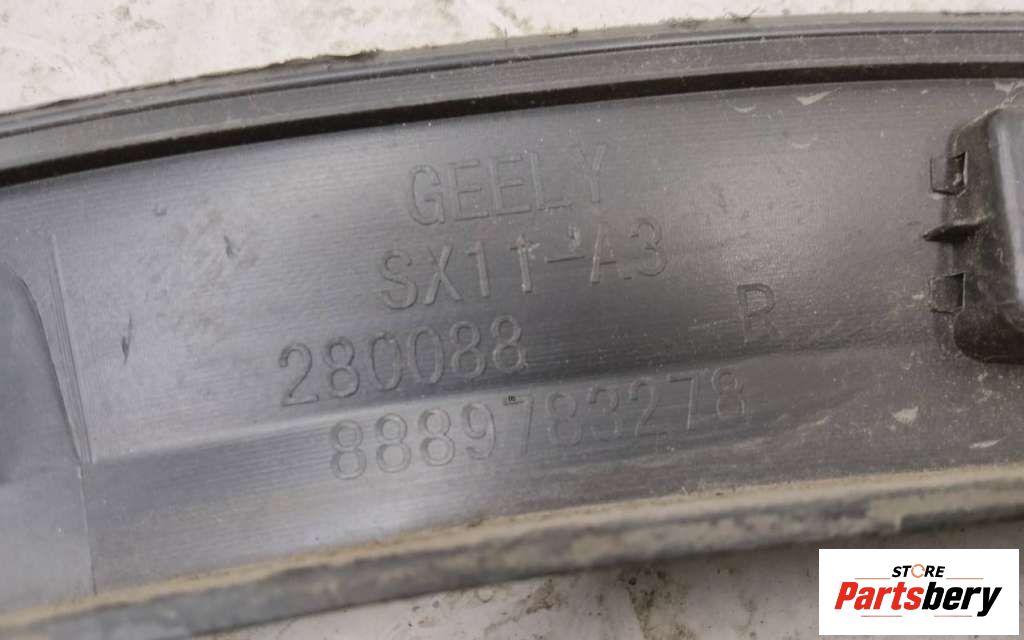 GEELY
SX11-A3
R
280088
8889783278
STORE
Partsbery